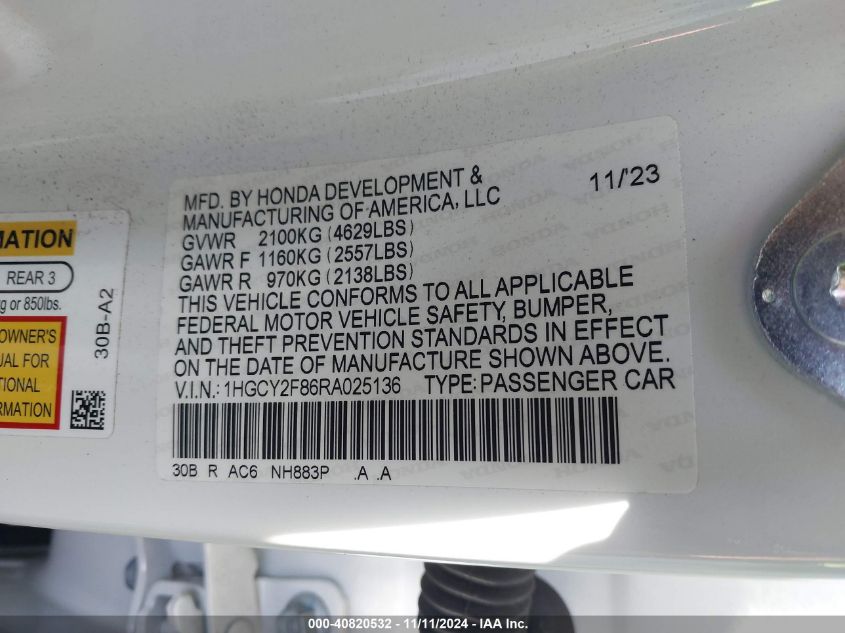 MFD. BY HONDA DEVELOPMENT & MANUFACTURING OF AMERICA, LLC 11/'23
GVWR 2100KG (4629LBS)
GAWR F 1160KG (2557LBS)
GAWR R 970KG (2138LBS)
THIS VEHICLE CONFORMS TO ALL APPLICABLE
FEDERAL MOTOR VEHICLE SAFETY, BUMPER,
AND THEFT PREVENTION STANDARDS IN EFFECT
ON THE DATE OF MANUFACTURE SHOWN ABOVE.
V.I.N.: 1HGCY2F86RA025136 TYPE: PASSENGER CAR
30B R AC6 NH883P .A .A
MATION
REAR 3
g or 850lbs.
OWNER'S
UAL FOR
TIONAL
RMATION
30B-A2
000-40820532 - 11/11/2024 - IAA Inc.